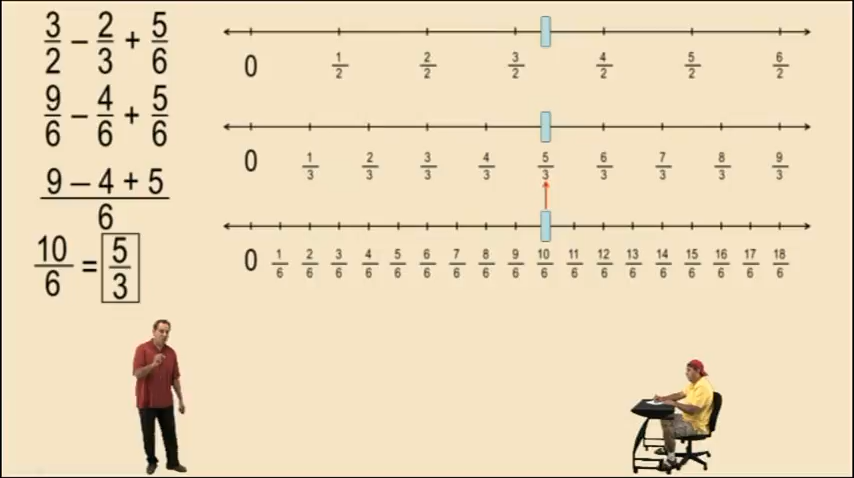 3/2 – 2/3 + 5/6
9/6 – 4/6 + 5/6
(9 – 4 + 5)/6
10/6 = 5/3
0 1/2 2/2 3/2 4/2 5/2 6/2
0 1/3 2/3 3/3 4/3 5/3 6/3 7/3 8/3 9/3
0 1/6 2/6 3/6 4/6 5/6 6/6 7/6 8/6 9/6 10/6 11/6 12/6 13/6 14/6 15/6 16/6 17/6 18/6